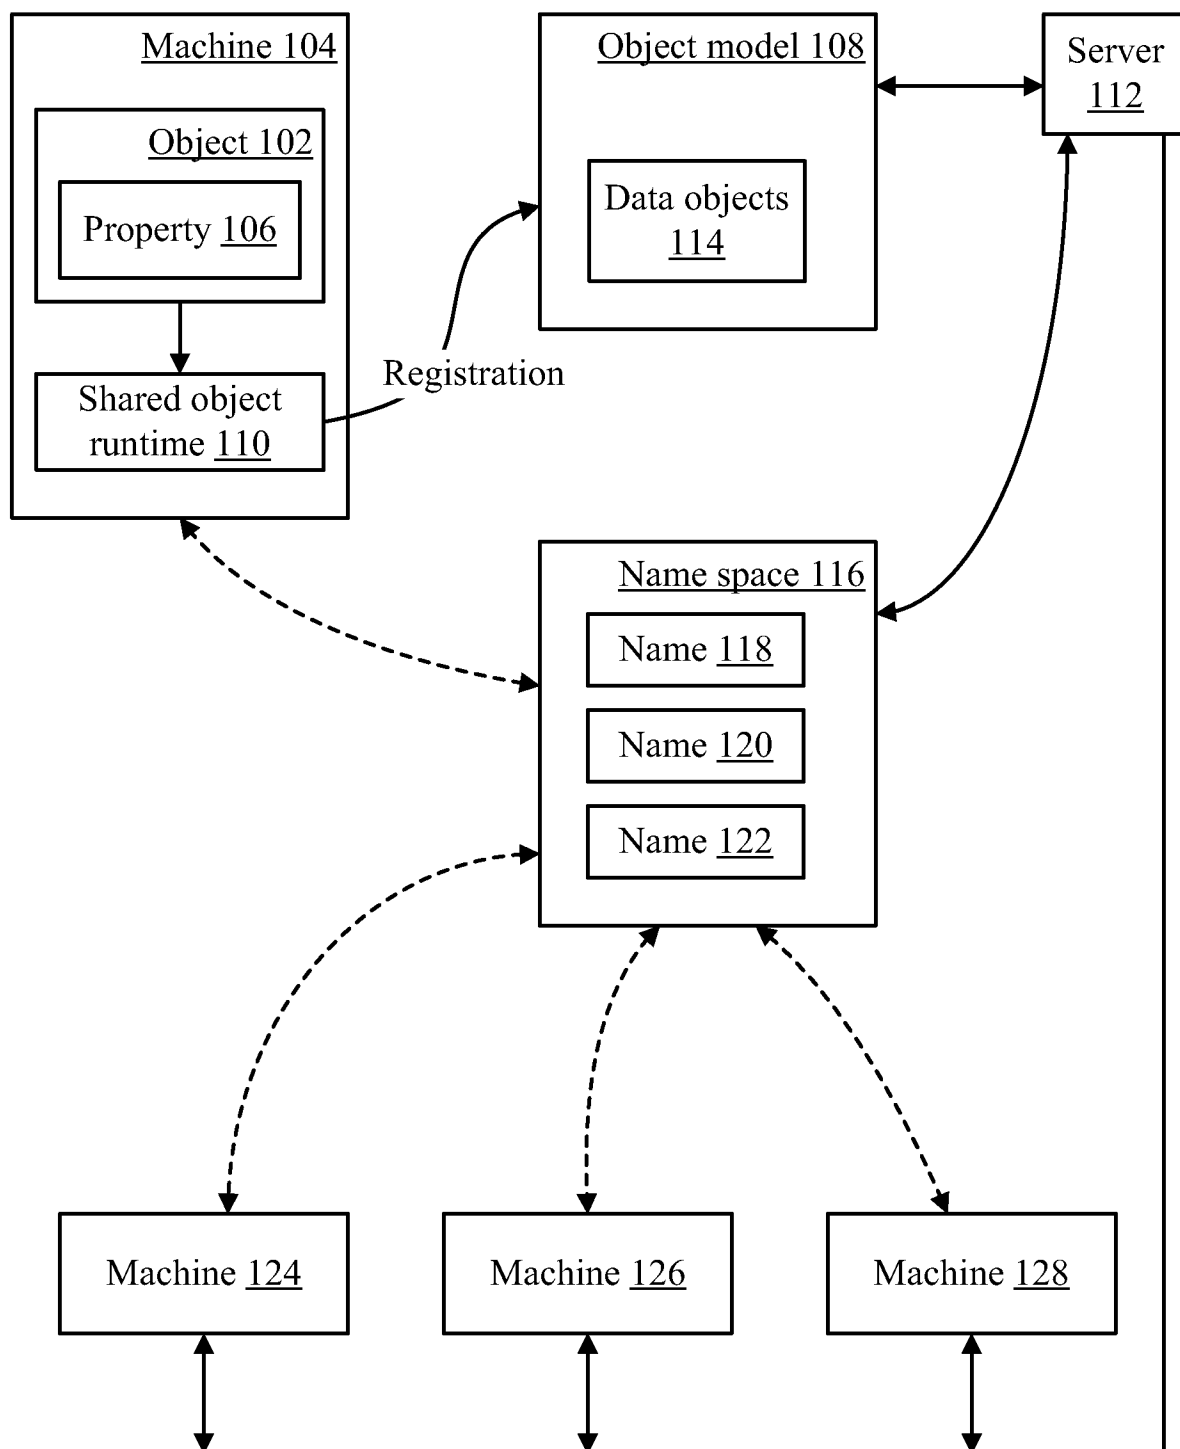 Machine 104
Object 102
Property 106
Shared object
runtime 110
Registration
Object model 108
Data objects
114
Server
112
Name space 116
Name 118
Name 120
Name 122
Machine 124
Machine 126
Machine 128